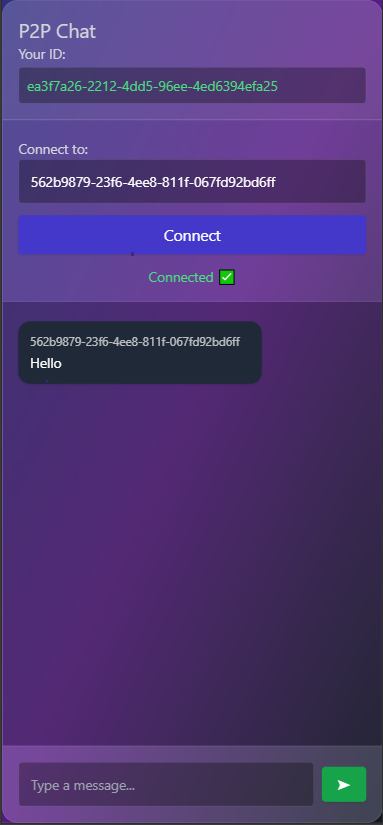 P2P Chat
Your ID:
ea3f7a26-2212-4dd5-96ee-4ed6394efa25
Connect to:
562b9879-23f6-4ee8-811f-067fd92bd6ff
Connect
Connected ✅
562b9879-23f6-4ee8-811f-067fd92bd6ff
Hello
Type a message...